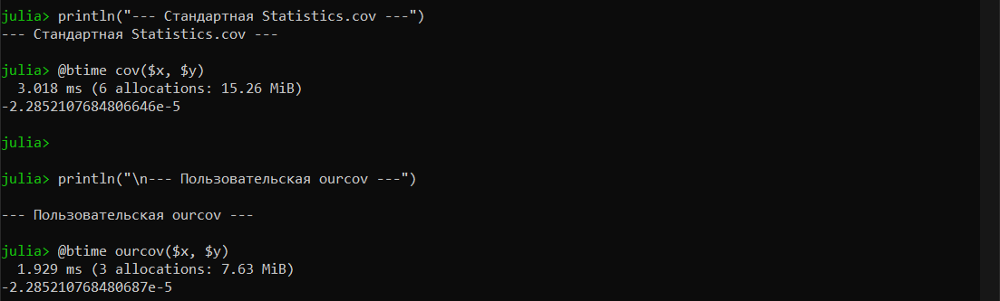 julia> println("--- Стандартная Statistics.cov ---")
--- Стандартная Statistics.cov ---
julia> @btime cov($x, $y)
3.018 ms (6 allocations: 15.26 MiB)
-2.2852107684806646e-5
julia>
julia> println("\n--- Пользовательская ourcov ---")
--- Пользовательская ourcov ---
julia> @btime ourcov($x, $y)
1.929 ms (3 allocations: 7.63 MiB)
-2.285210768480687e-5